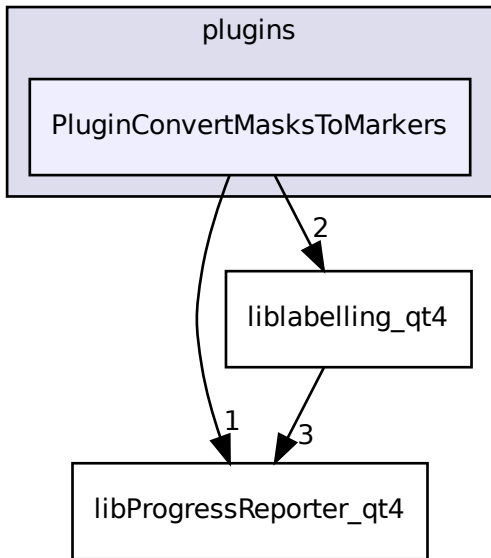 plugins
PluginConvertMasksToMarkers
2
liblabelling_qt4
1
3
libProgressReporter_qt4